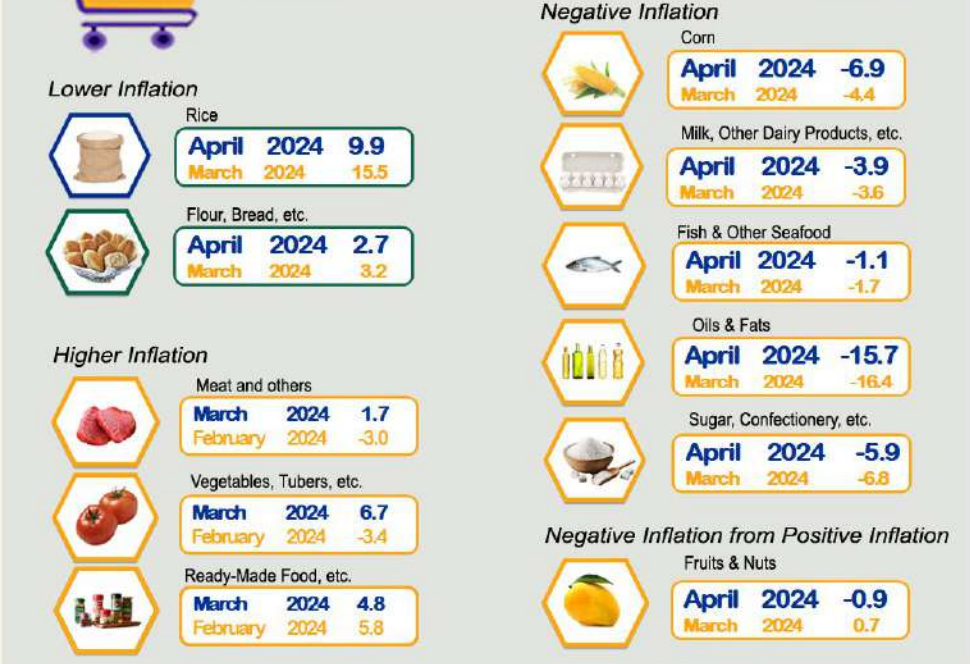 Lower Inflation
Rice
April 2024 9.9
March 2024 15.5
Flour, Bread, etc.
April 2024 2.7
March 2024 3.2
Higher Inflation
Meat and others
March 2024 1.7
February 2024 -3.0
Vegetables, Tubers, etc.
March 2024 6.7
February 2024 -3.4
Ready-Made Food, etc.
March 2024 4.8
February 2024 5.8
Negative Inflation
Corn
April 2024 -6.9
March 2024 -4.4
Milk, Other Dairy Products, etc.
April 2024 -3.9
March 2024 -3.6
Fish & Other Seafood
April 2024 -1.1
March 2024 -1.7
Oils & Fats
April 2024 -15.7
March 2024 -16.4
Sugar, Confectionery, etc.
April 2024 -5.9
March 2024 -6.8
Negative Inflation from Positive Inflation
Fruits & Nuts
April 2024 -0.9
March 2024 0.7